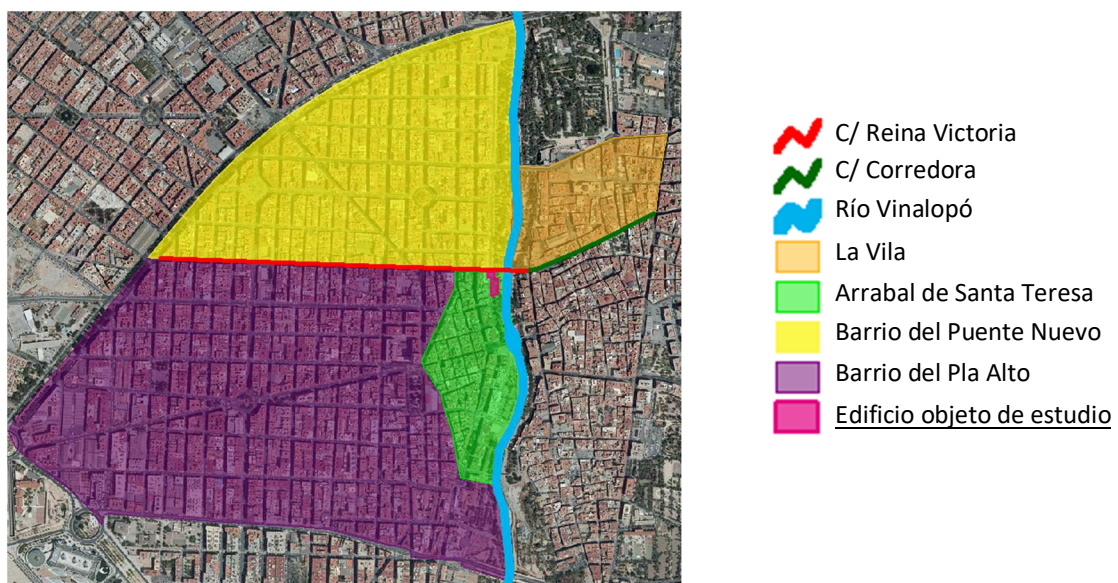 C/ Reina Victoria
C/ Corredora
Río Vinalopó
La Vila
Arrabal de Santa Teresa
Barrio del Puente Nuevo
Barrio del Pla Alto
Edificio objeto de estudio